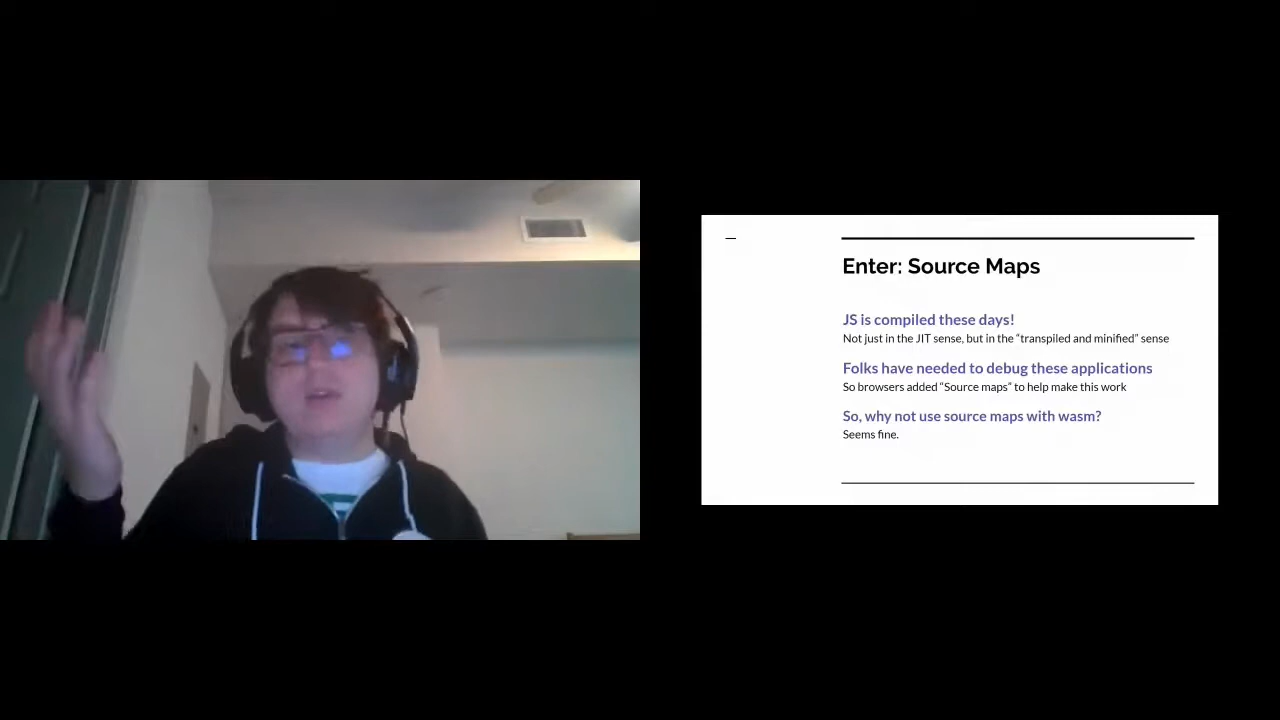 Enter: Source Maps
JS is compiled these days!
Not just in the JIT sense, but in the “transpiled and minified” sense
Folks have needed to debug these applications
So browsers added “Source maps” to help make this work
So, why not use source maps with wasm?
Seems fine.